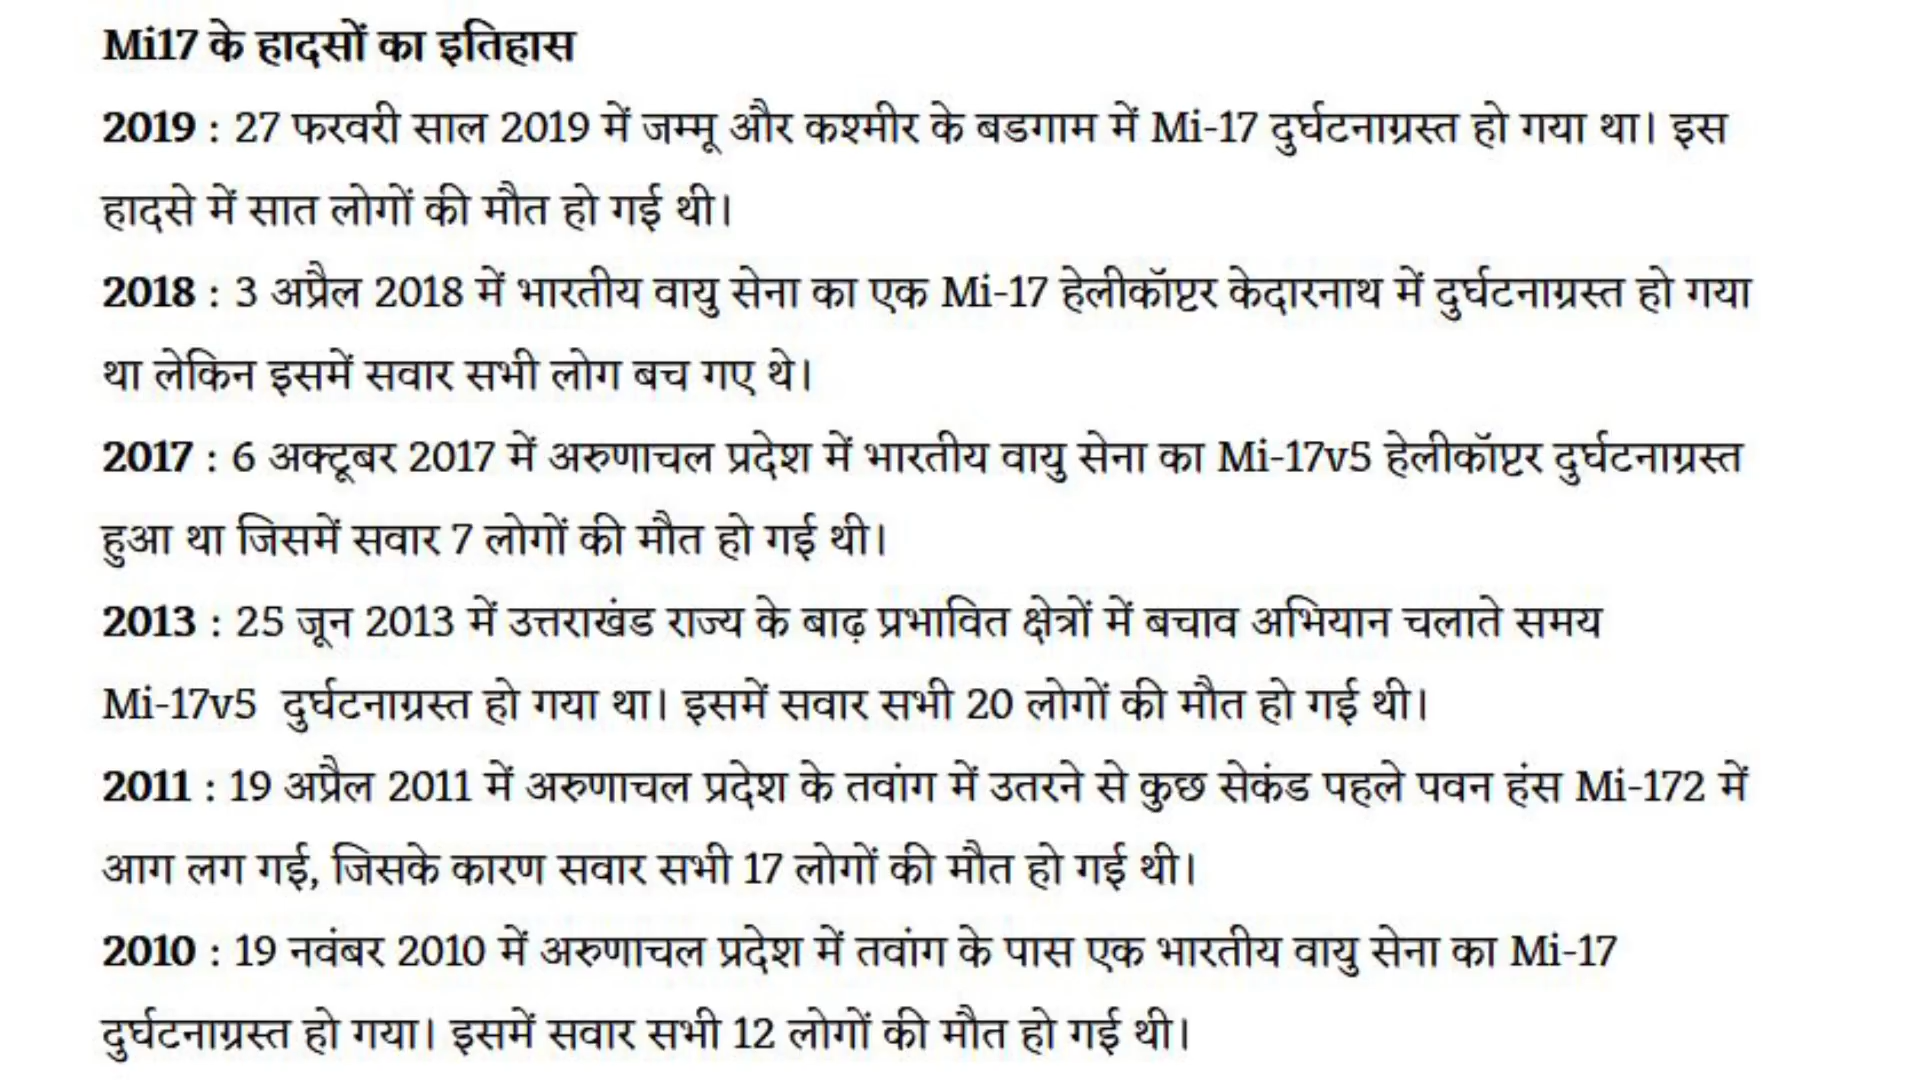 Mi17 के हादसों का इतिहास
2019 : 27 फरवरी साल 2019 में जम्मू और कश्मीर के बडगाम में Mi-17 दुर्घटनाग्रस्त हो गया था। इस
हादसे में सात लोगों की मौत हो गई थी।
2018 : 3 अप्रैल 2018 में भारतीय वायु सेना का एक Mi-17 हेलीकॉप्टर केदारनाथ में दुर्घटनाग्रस्त हो गया
था लेकिन इसमें सवार सभी लोग बच गए थे।
2017 : 6 अक्टूबर 2017 में अरुणाचल प्रदेश में भारतीय वायु सेना का Mi-17v5 हेलीकॉप्टर दुर्घटनाग्रस्त
हुआ था जिसमें सवार 7 लोगों की मौत हो गई थी।
2013 : 25 जून 2013 में उत्तराखंड राज्य के बाढ़ प्रभावित क्षेत्रों में बचाव अभियान चलाते समय
Mi-17v5 दुर्घटनाग्रस्त हो गया था। इसमें सवार सभी 20 लोगों की मौत हो गई थी।
2011 : 19 अप्रैल 2011 में अरुणाचल प्रदेश के तवांग में उतरने से कुछ सेकंड पहले पवन हंस Mi-172 में
आग लग गई, जिसके कारण सवार सभी 17 लोगों की मौत हो गई थी।
2010 : 19 नवंबर 2010 में अरुणाचल प्रदेश में तवांग के पास एक भारतीय वायु सेना का Mi-17
दुर्घटनाग्रस्त हो गया। इसमें सवार सभी 12 लोगों की मौत हो गई थी।